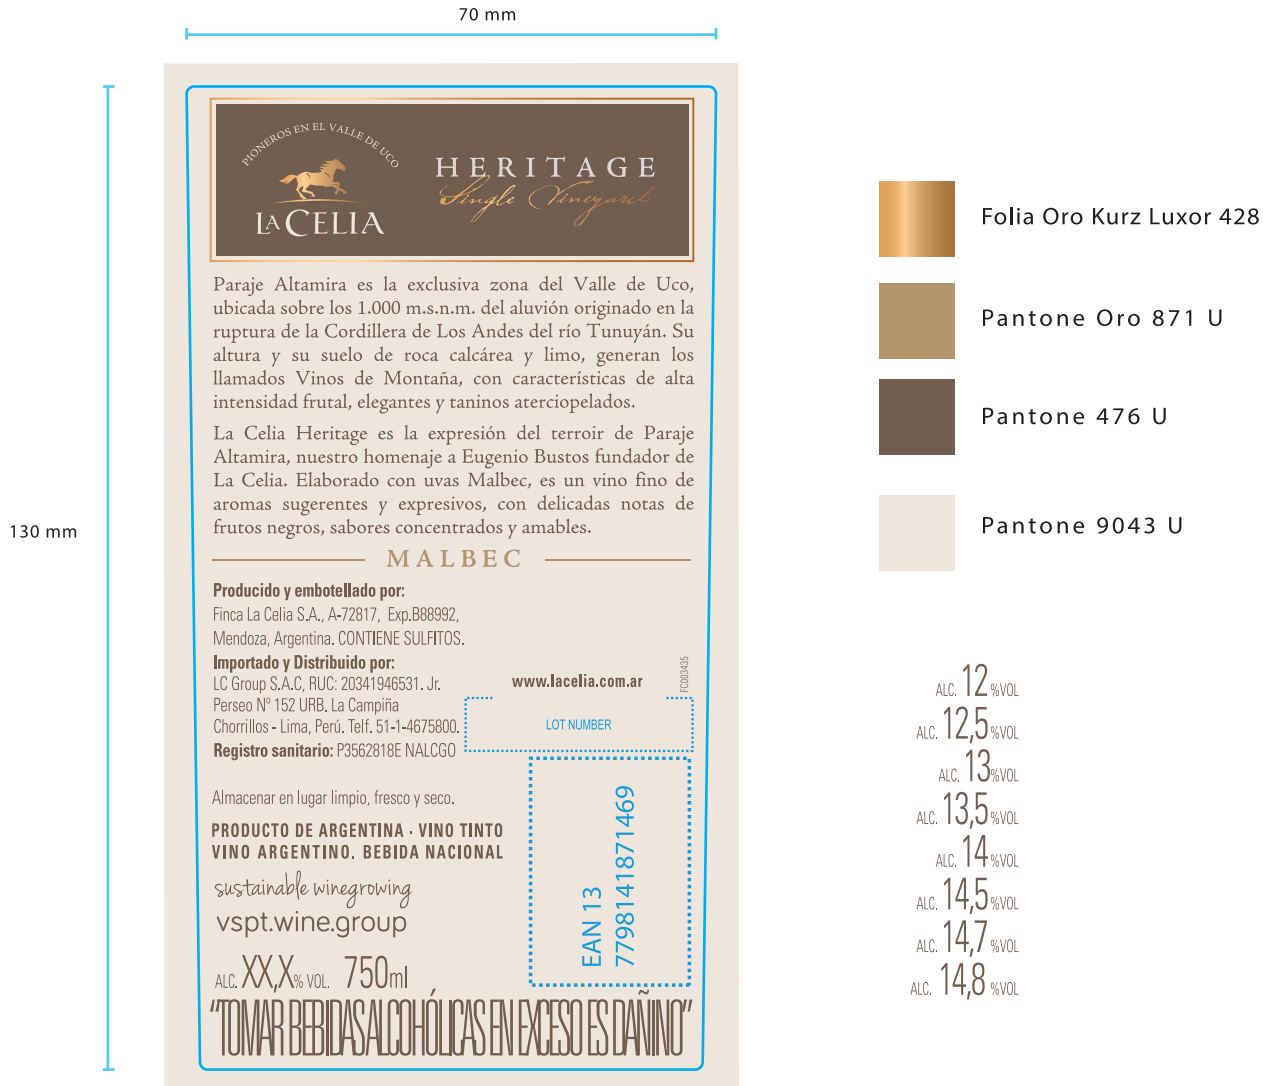 70 mm
130 mm
PIONEROS EN EL VALLE DE UCO
LA CELIA
HERITAGE
Single Vineyard
Paraje Altamira es la exclusiva zona del Valle de Uco,
ubicada sobre los 1.000 m.s.n.m. del aluvión originado en la
ruptura de la Cordillera de Los Andes del río Tunuyán. Su
altura y su suelo de roca calcárea y limo, generan los
llamados Vinos de Montaña, con características de alta
intensidad frutal, elegantes y taninos aterciopelados.
La Celia Heritage es la expresión del terroir de Paraje
Altamira, nuestro homenaje a Eugenio Bustos fundador de
La Celia. Elaborado con uvas Malbec, es un vino fino de
aromas sugerentes y expresivos, con delicadas notas de
frutos negros, sabores concentrados y amables.
MALBEC
Producido y embotellado por:
Finca La Celia S.A., A-72817, Exp.B88992,
Mendoza, Argentina. CONTIENE SULFITOS.
Importado y Distribuido por:
LC Group S.A.C, RUC: 20341946531. Jr.
Perseo Nº 152 URB. La Campiña
Chorrillos - Lima, Perú. Telf. 51-1-4675800.
Registro sanitario: P3562818E NALCGO
www.lacelia.com.ar
FC003435
LOT NUMBER
Almacenar en lugar limpio, fresco y seco.
PRODUCTO DE ARGENTINA · VINO TINTO
VINO ARGENTINO. BEBIDA NACIONAL
sustainable winegrowing
vspt.wine.group
EAN 13
7798141871469
ALC. XX,X% VOL. 750ml
"TOMAR BEBIDAS ALCOHÓLICAS EN EXCESO ES DAÑINO"
Folia Oro Kurz Luxor 428
Pantone Oro 871 U
Pantone 476 U
Pantone 9043 U
ALC. 12 %VOL
ALC. 12,5 %VOL
ALC. 13 %VOL
ALC. 13,5 %VOL
ALC. 14 %VOL
ALC. 14,5 %VOL
ALC. 14,7 %VOL
ALC. 14,8 %VOL